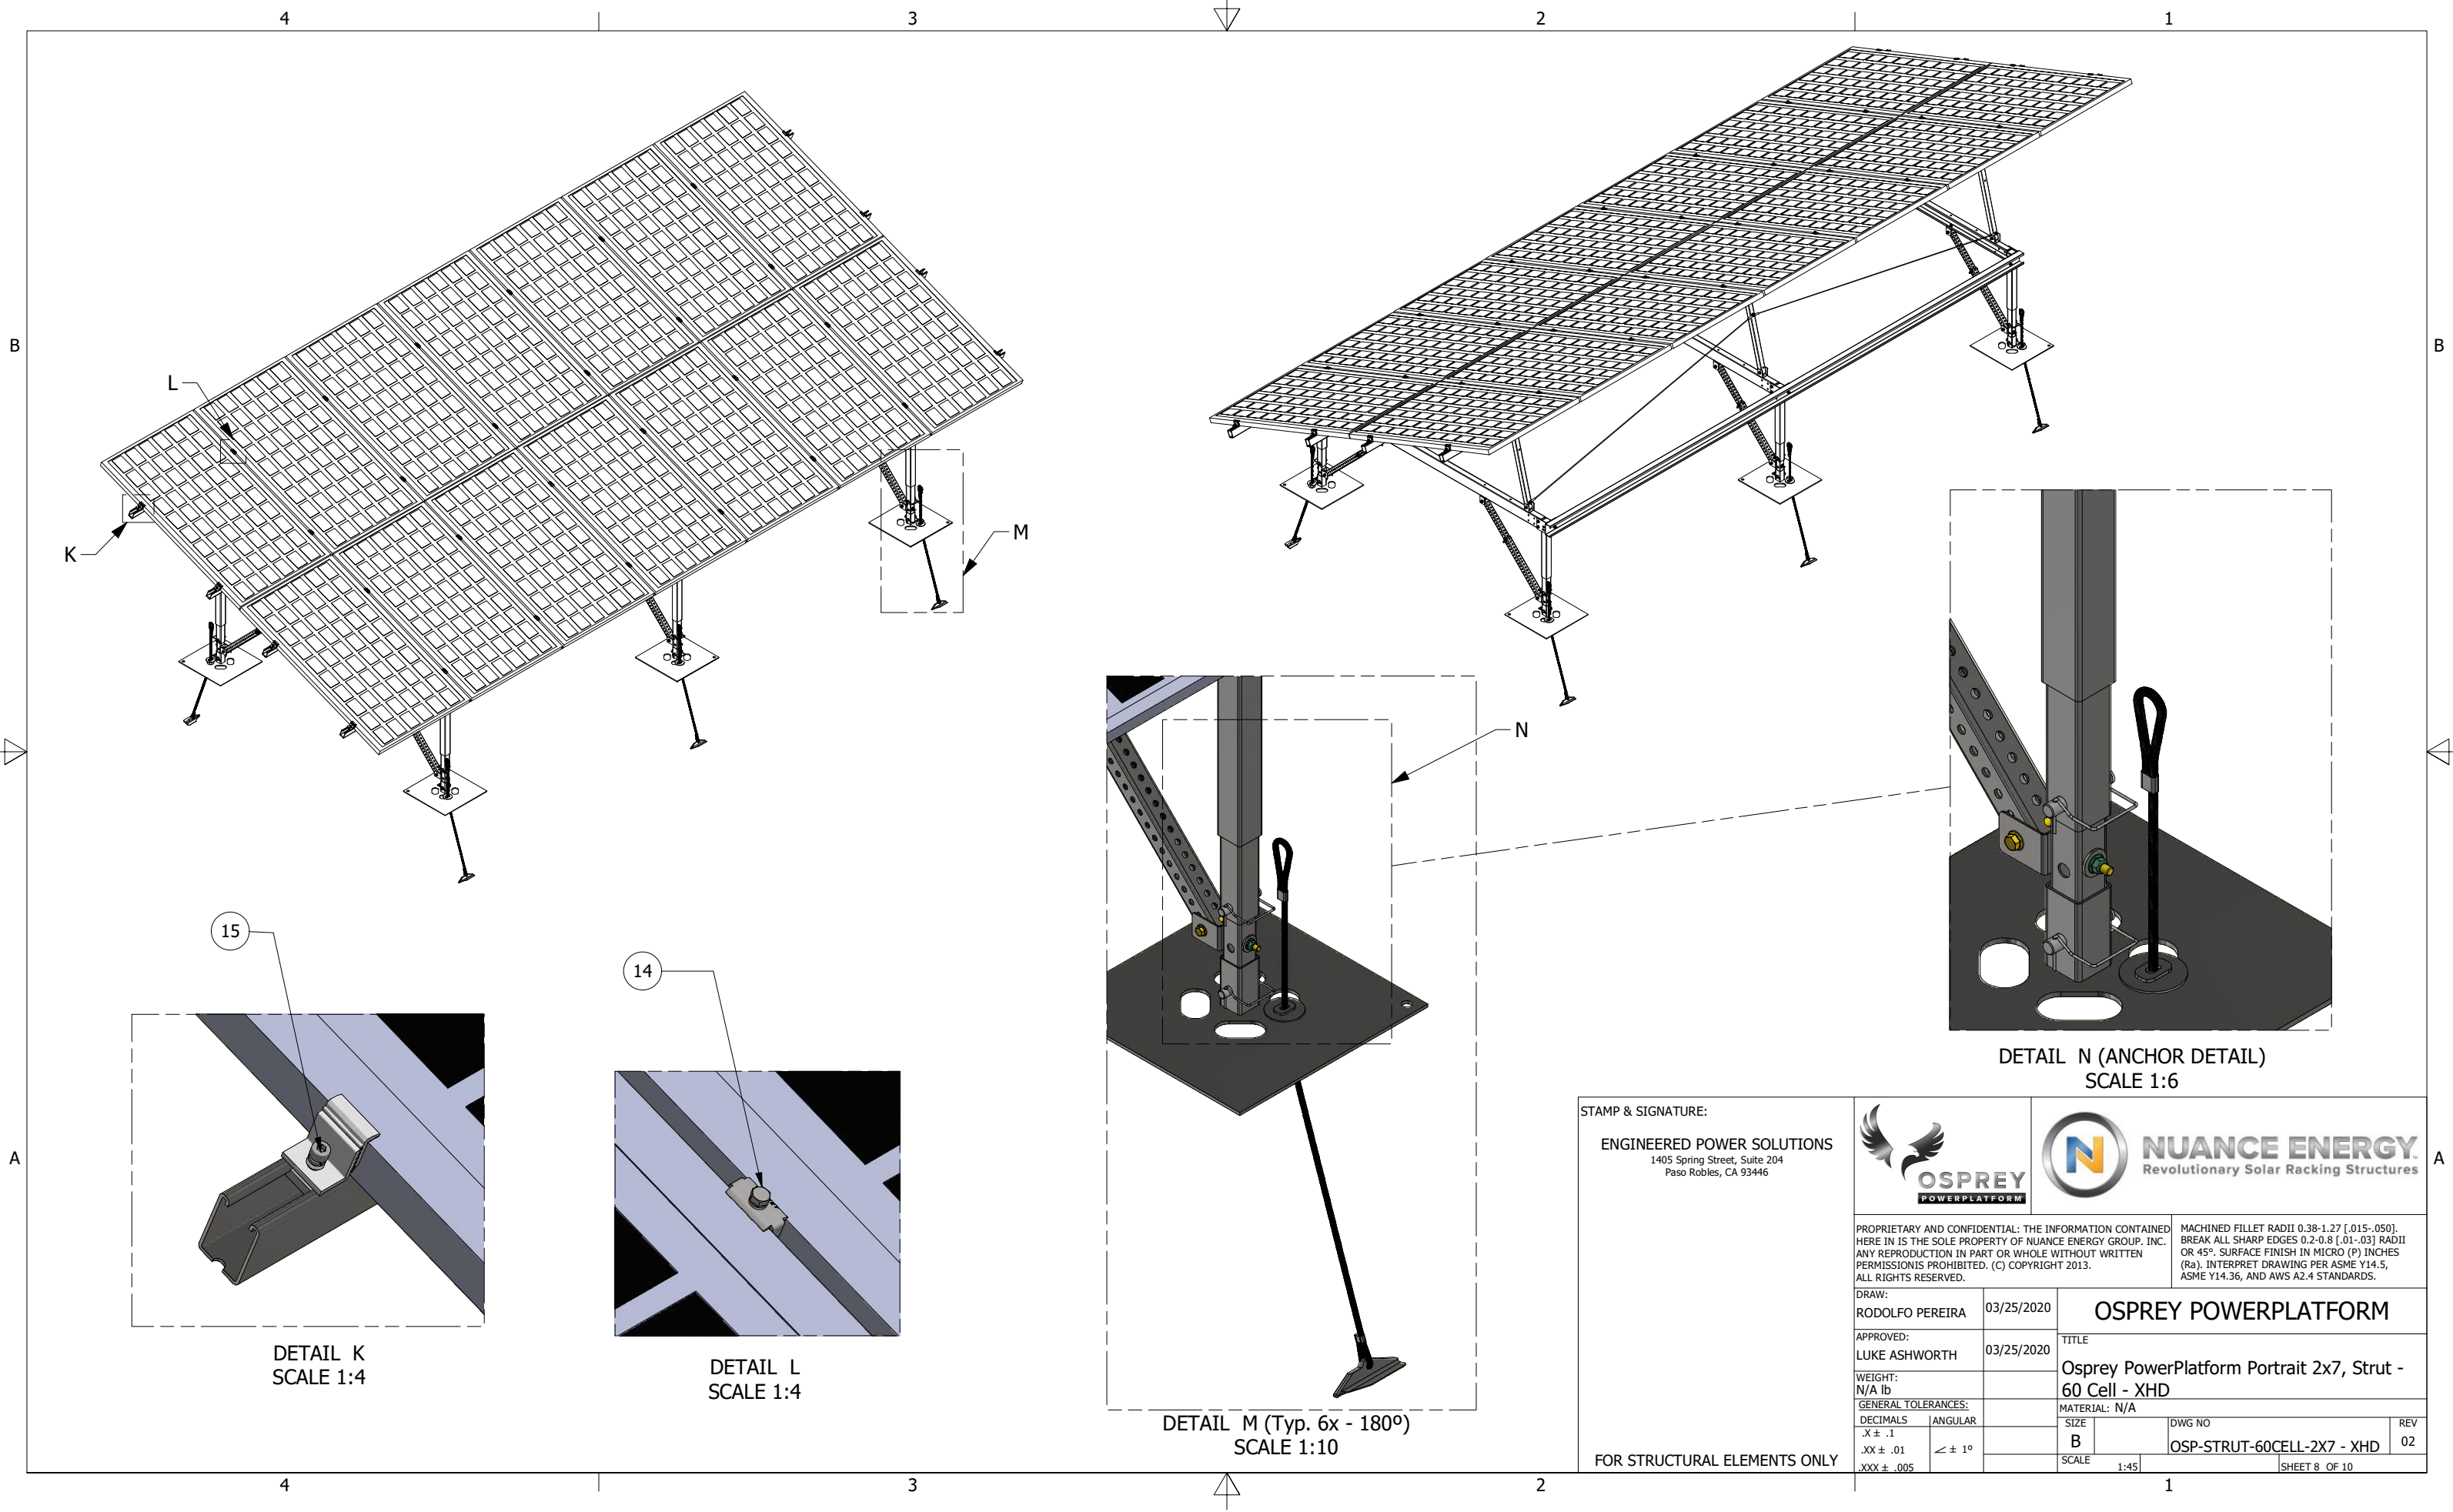 4
3
2
1
B
B
A
A
L
K
M
N
15
14
DETAIL K
SCALE 1:4
DETAIL L
SCALE 1:4
DETAIL M (Typ. 6x - 180º)
SCALE 1:10
DETAIL N (ANCHOR DETAIL)
SCALE 1:6
STAMP & SIGNATURE:
ENGINEERED POWER SOLUTIONS
1405 Spring Street, Suite 204
Paso Robles, CA 93446
FOR STRUCTURAL ELEMENTS ONLY
OSPREY
POWERPLATFORM
N
NUANCE ENERGY
Revolutionary Solar Racking Structures
PROPRIETARY AND CONFIDENTIAL: THE INFORMATION CONTAINED
HERE IN IS THE SOLE PROPERTY OF NUANCE ENERGY GROUP. INC.
ANY REPRODUCTION IN PART OR WHOLE WITHOUT WRITTEN
PERMISSIONIS PROHIBITED. (C) COPYRIGHT 2013.
ALL RIGHTS RESERVED.
MACHINED FILLET RADII 0.38-1.27 [.015-.050].
BREAK ALL SHARP EDGES 0.2-0.8 [.01-.03] RADII
OR 45º. SURFACE FINISH IN MICRO (P) INCHES
(Ra). INTERPRET DRAWING PER ASME Y14.5,
ASME Y14.36, AND AWS A2.4 STANDARDS.
DRAW:
RODOLFO PEREIRA
03/25/2020
OSPREY POWERPLATFORM
APPROVED:
LUKE ASHWORTH
03/25/2020
TITLE
Osprey PowerPlatform Portrait 2x7, Strut -
60 Cell - XHD
WEIGHT:
N/A lb
GENERAL TOLERANCES:
DECIMALS
ANGULAR
.X ± .1
.XX ± .01
.XXX ± .005
∠ ± 1º
MATERIAL: N/A
SIZE
B
DWG NO
OSP-STRUT-60CELL-2X7 - XHD
REV
02
SCALE
1:45
SHEET 8 OF 10
4
3
2
1